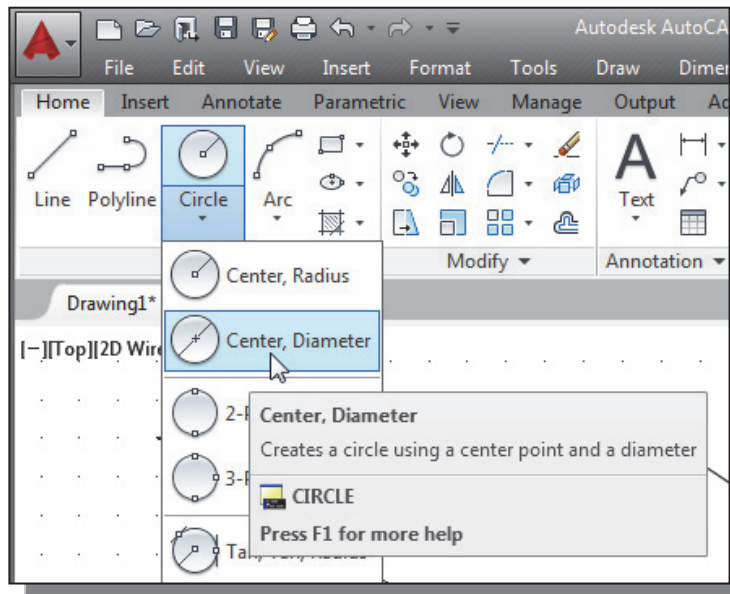 Autodesk AutoCA
File Edit View Insert Format Tools Draw Dimen
Home Insert Annotate Parametric View Manage Output
Line Polyline Circle Arc Text
Modify Annotation
Center, Radius
Drawing1*
Center, Diameter
[−][Top][2D Wire
Center, Diameter
Creates a circle using a center point and a diameter
CIRCLE
Press F1 for more help